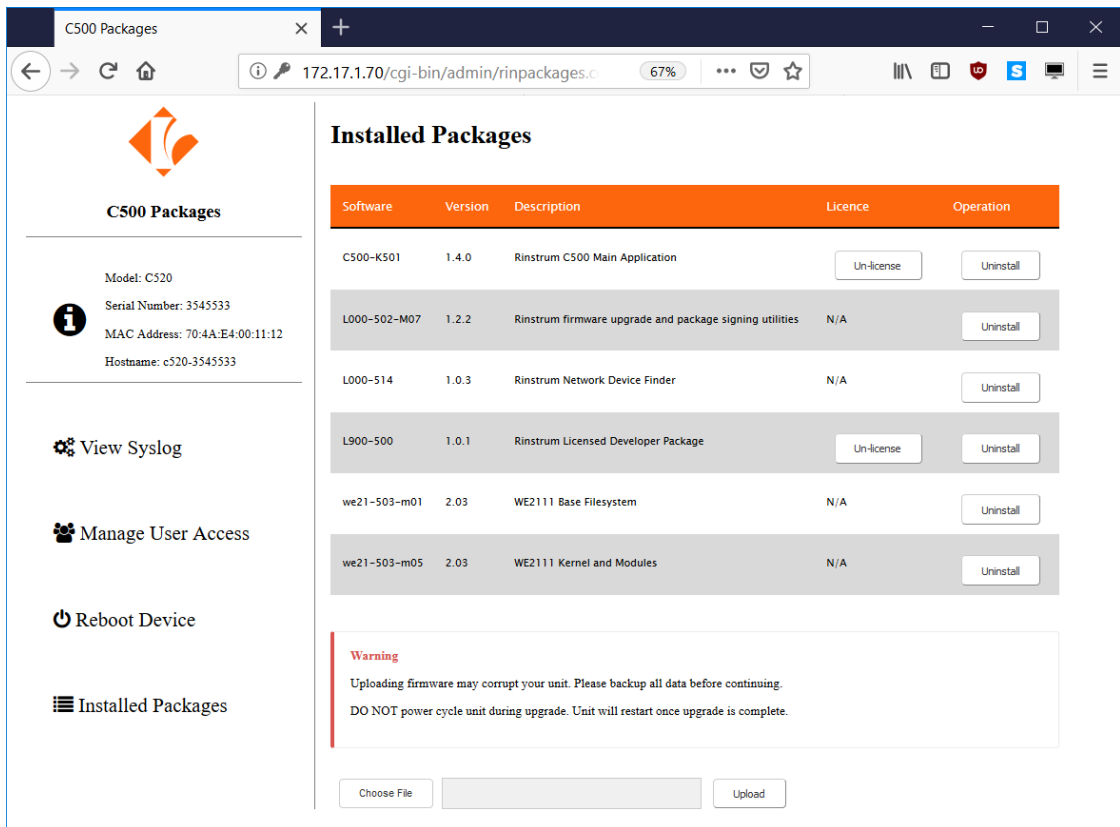 C500 Packages
172.17.1.70/cgi-bin/admin/rinpackages.c
67%
C500 Packages
Model: C520
Serial Number: 3545533
MAC Address: 70:4A:E4:00:11:12
Hostname: c520-3545533
View Syslog
Manage User Access
Reboot Device
Installed Packages
Installed Packages
Software Version Description Licence Operation
C500-K501 1.4.0 Rinstrum C500 Main Application Un-license Uninstall
L000-502-M07 1.2.2 Rinstrum firmware upgrade and package signing utilities N/A Uninstall
L000-514 1.0.3 Rinstrum Network Device Finder N/A Uninstall
L900-500 1.0.1 Rinstrum Licensed Developer Package Un-license Uninstall
we21-503-m01 2.03 WE2111 Base Filesystem N/A Uninstall
we21-503-m05 2.03 WE2111 Kernel and Modules N/A Uninstall
Warning
Uploading firmware may corrupt your unit. Please backup all data before continuing.
DO NOT power cycle unit during upgrade. Unit will restart once upgrade is complete.
Choose File Upload